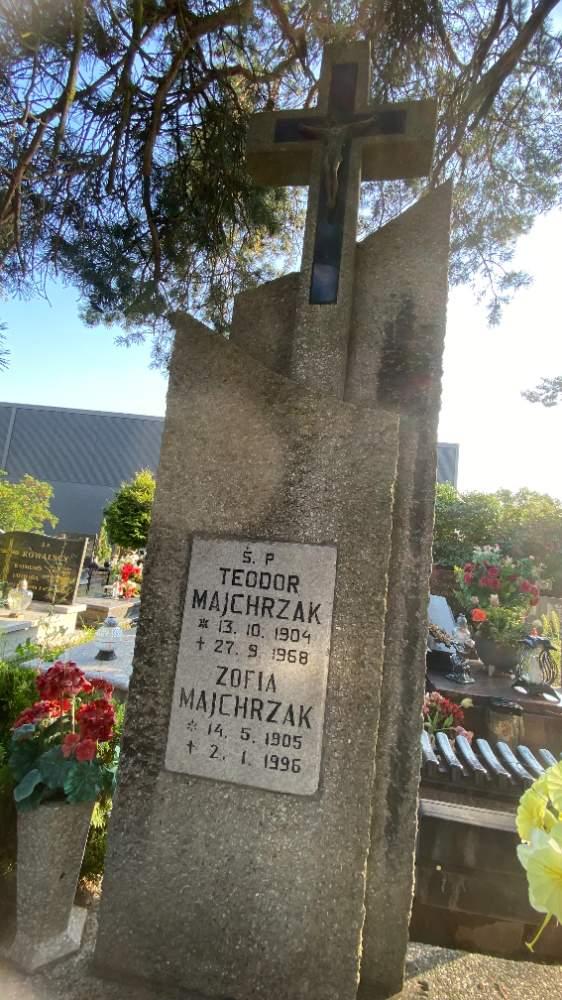 Ś. P
TEODOR
MAJCHRZAK
* 13. 10. 1904
+ 27. 9. 1968
ZOFIA
MAJCHRZAK
* 14. 5. 1905
+ 2. 1. 1996